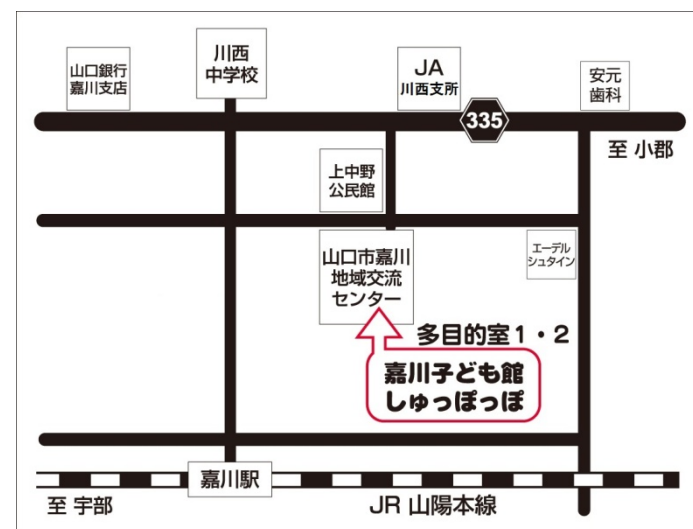 山口銀行
嘉川支店
川西
中学校
JA
川西支所
安元
歯科
335
至 小郡
上中野
公民館
山口市嘉川
地域交流
センター
エーデル
シュタイン
多目的室1・2
嘉川子ども館
しゅっぽっぽ
嘉川駅
至 宇部
JR 山陽本線